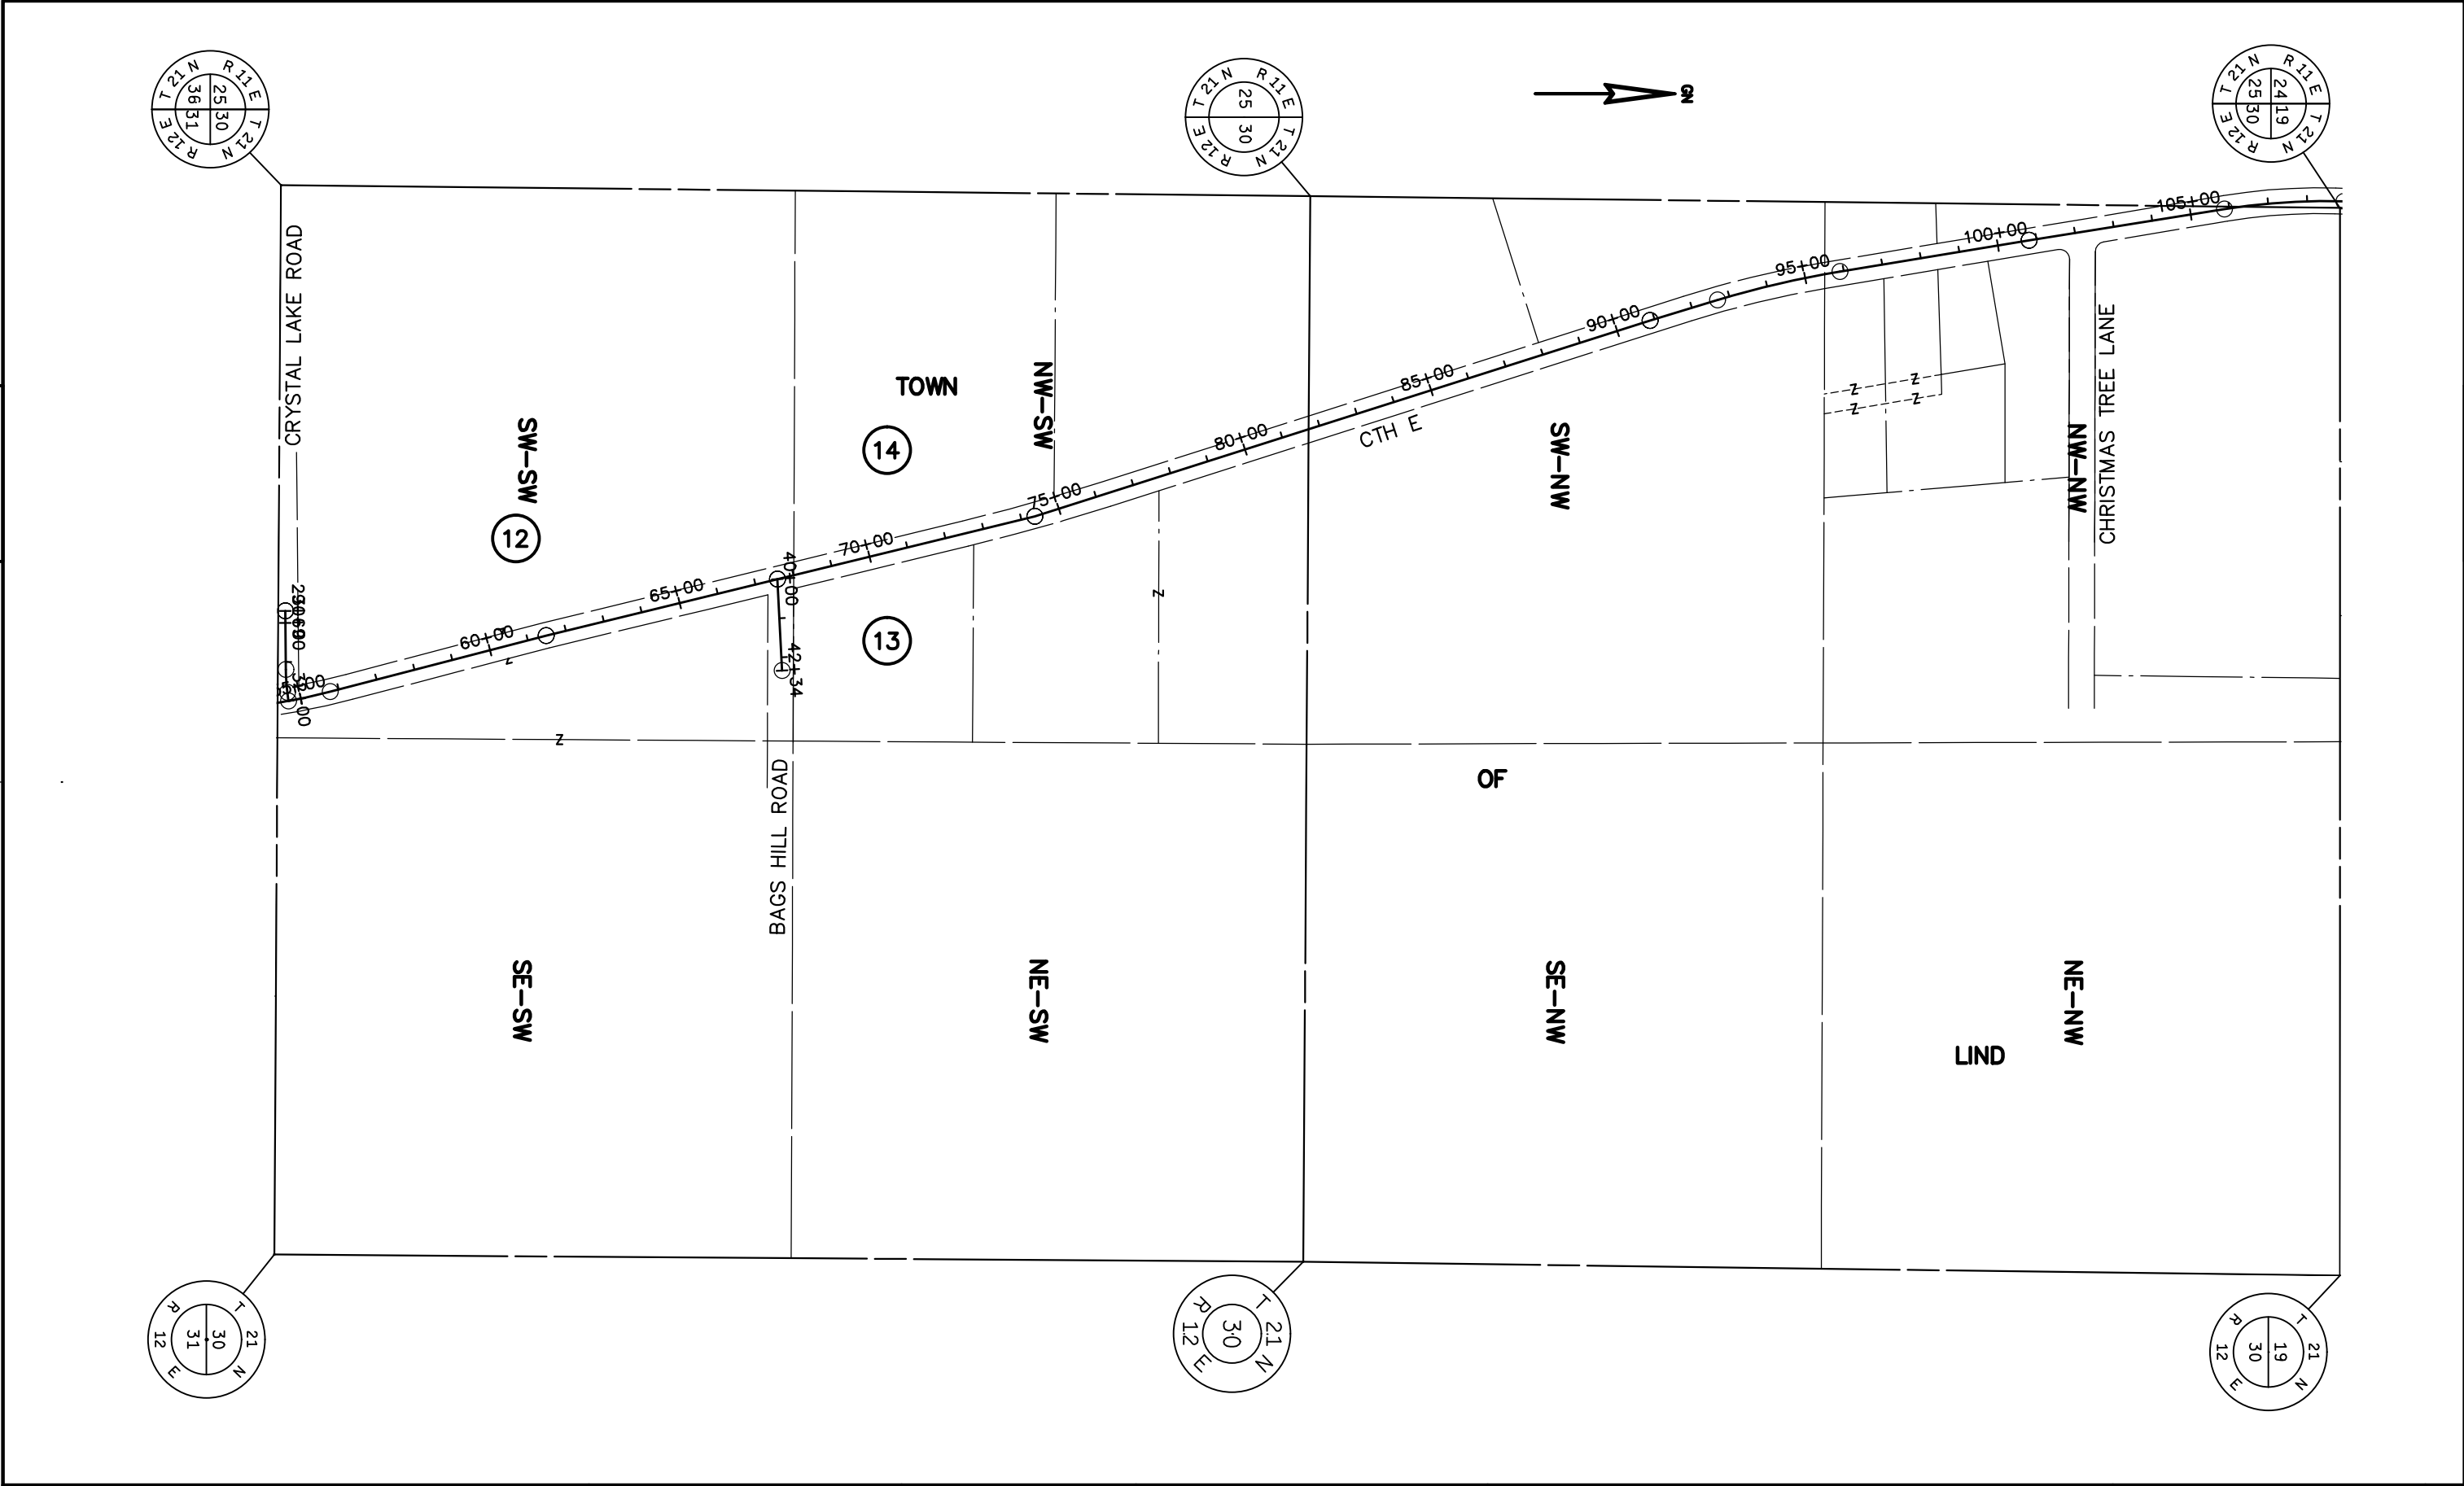 T 21 N R 11 E
25 30
36 31
R 12 E T 21 N
T 21 N R 11 E
25 30
R 12 E T 21 N
GN
T 21 N R 11 E
24 19
25 30
R 12 E T 21 N
CRYSTAL LAKE ROAD
SW-SW
12
TOWN
14
NW-SW
13
CTH E
SW-NW
NW-NW
CHRISTMAS TREE LANE
60+00
65+00
70+00
75+00
80+00
85+00
90+00
95+00
100+00
105+00
40+00
42+34
Z
Z
Z
Z
Z
Z
Z
BAGS HILL ROAD
OF
SE-SW
NE-SW
SE-NW
NE-NW
LIND
T 21 N
30
31
R 12 E
T 21 N
30
R 12 E
T 21 N
19
30
R 12 E